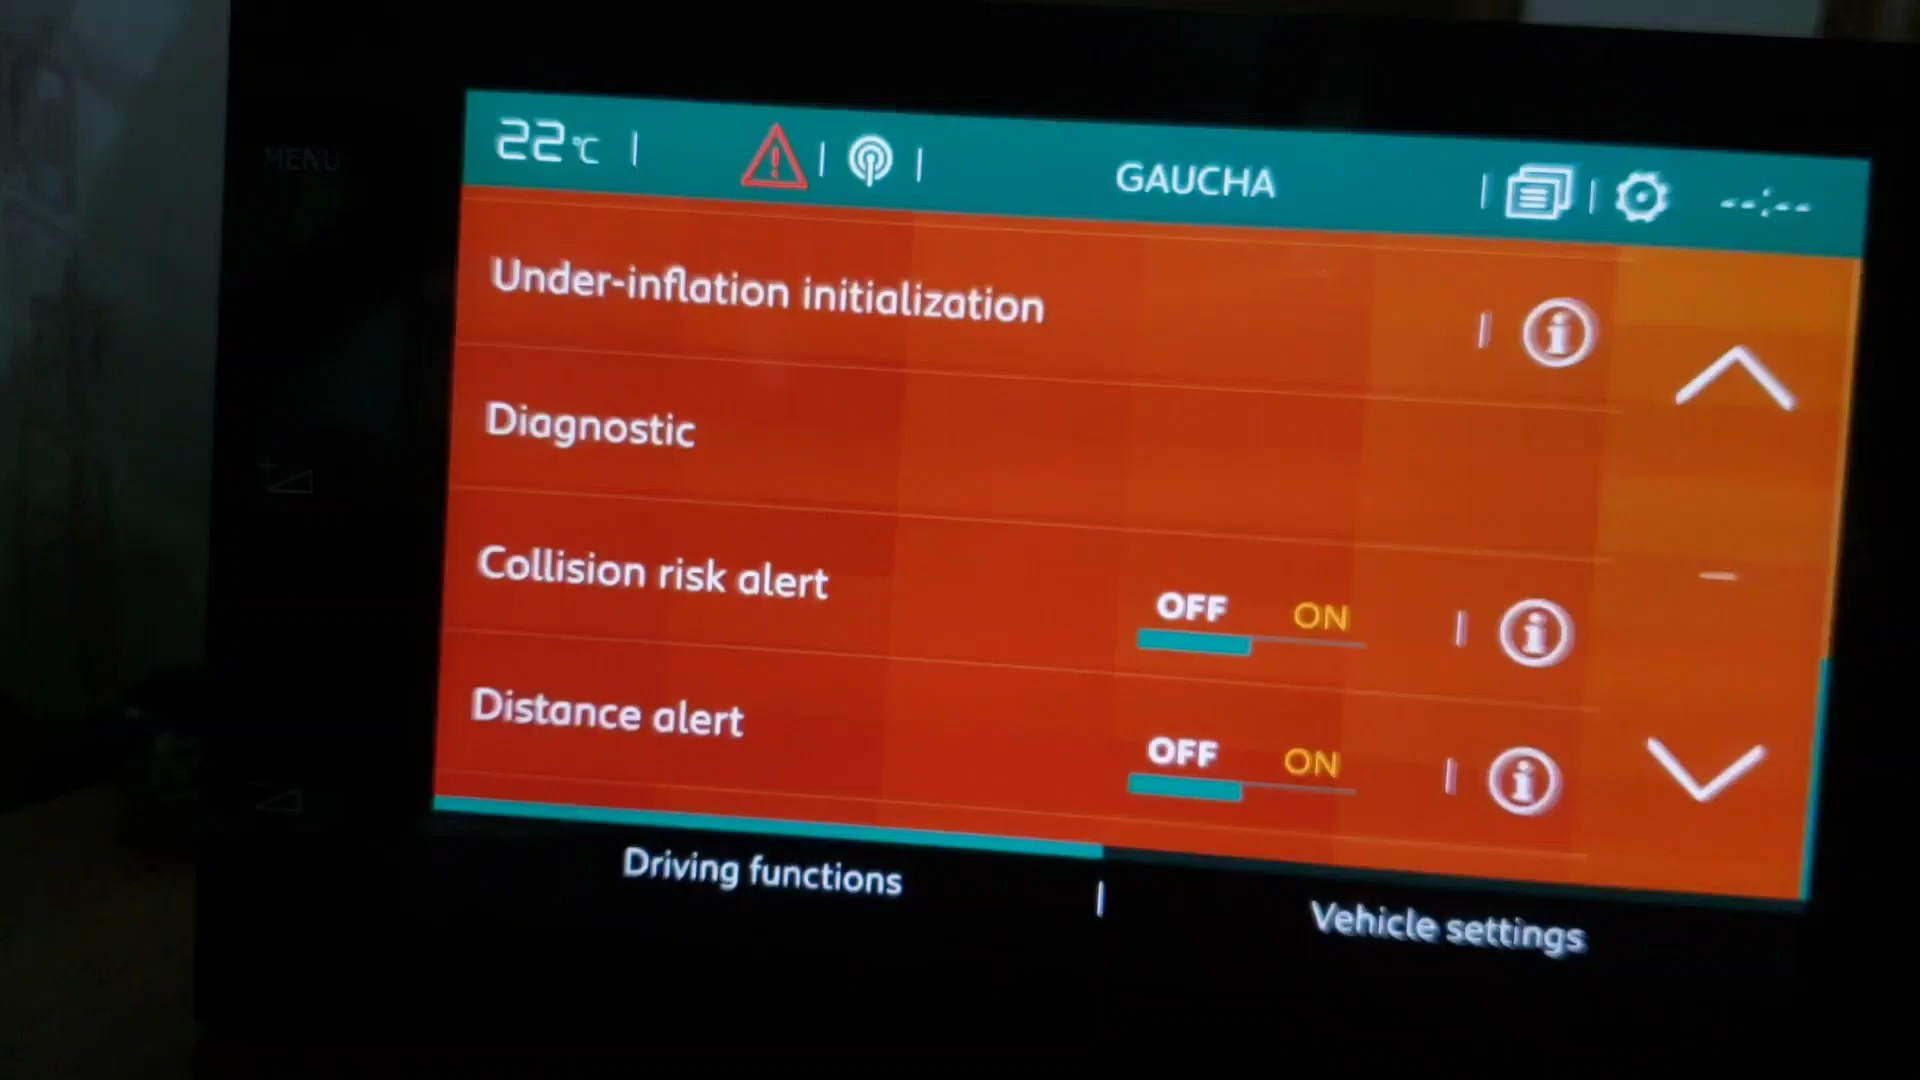 MENU
22 °C
GAUCHA
--:--
Under-inflation initialization
Diagnostic
Collision risk alert
OFF ON
Distance alert
OFF ON
Driving functions
Vehicle settings